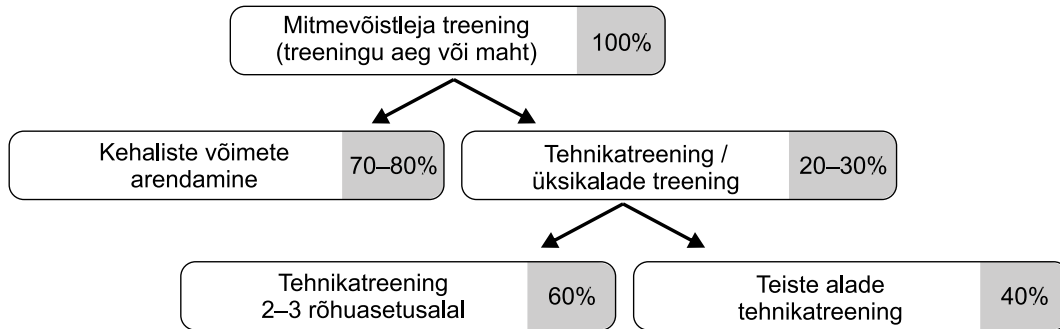 Mitmevõistleja treening
(treeningu aeg või maht)
100%
Kehaliste võimete
arendamine
70–80%
Tehnikatreening /
üksikalade treening
20–30%
Tehnikatreening
2–3 rõhuasetusalal
60%
Teiste alade
tehnikatreening
40%